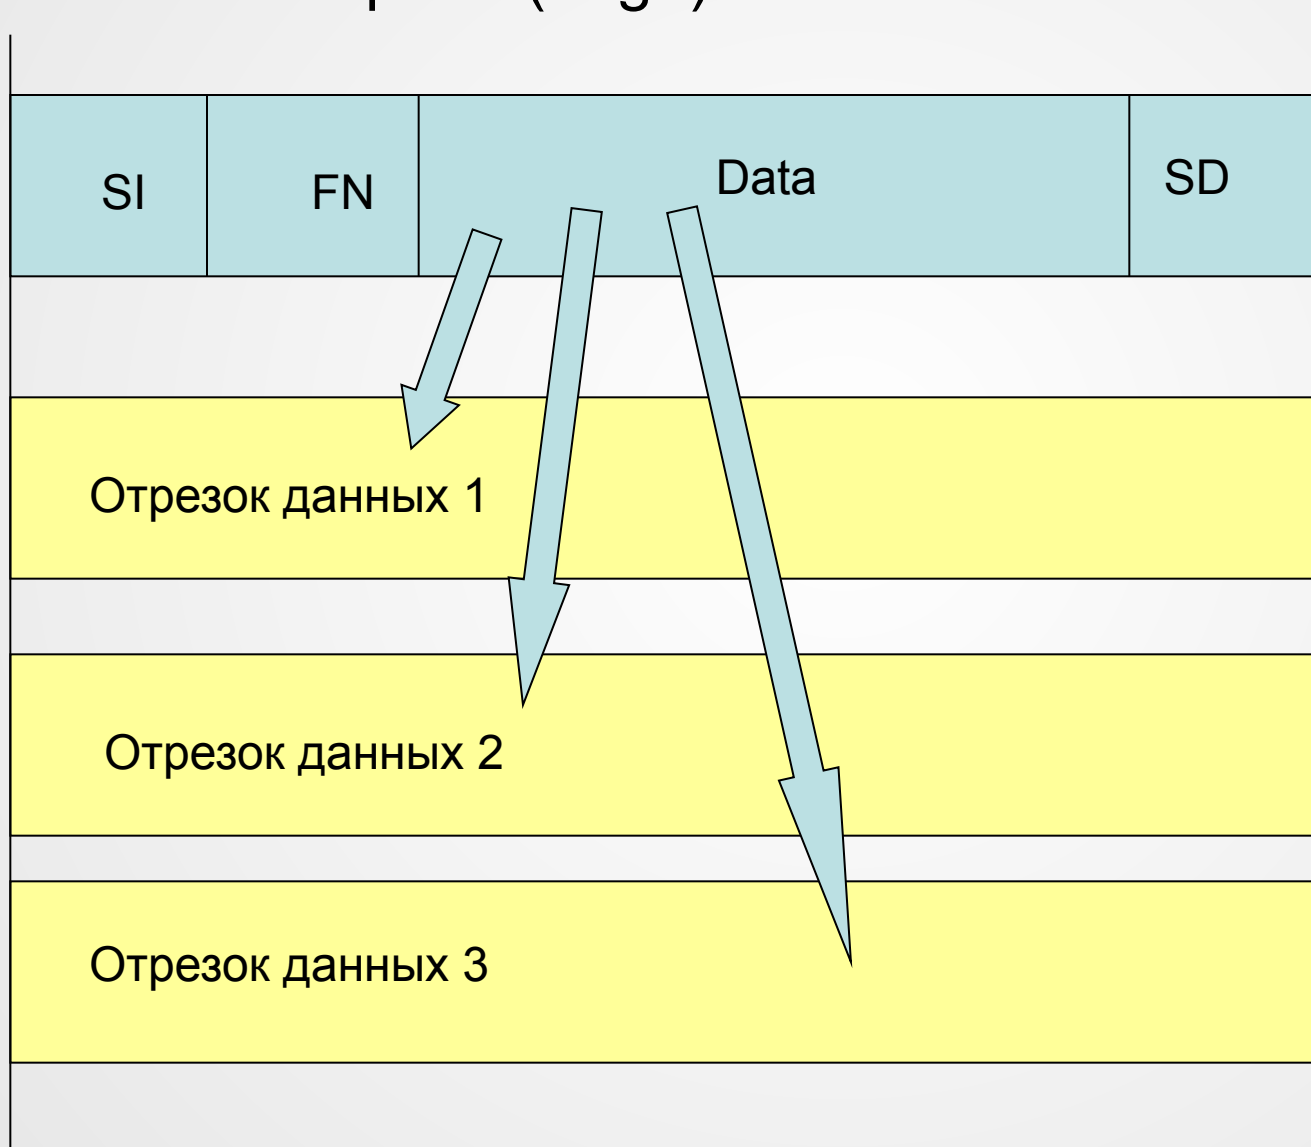 SI
FN
Data
SD
Отрезок данных 1
Отрезок данных 2
Отрезок данных 3